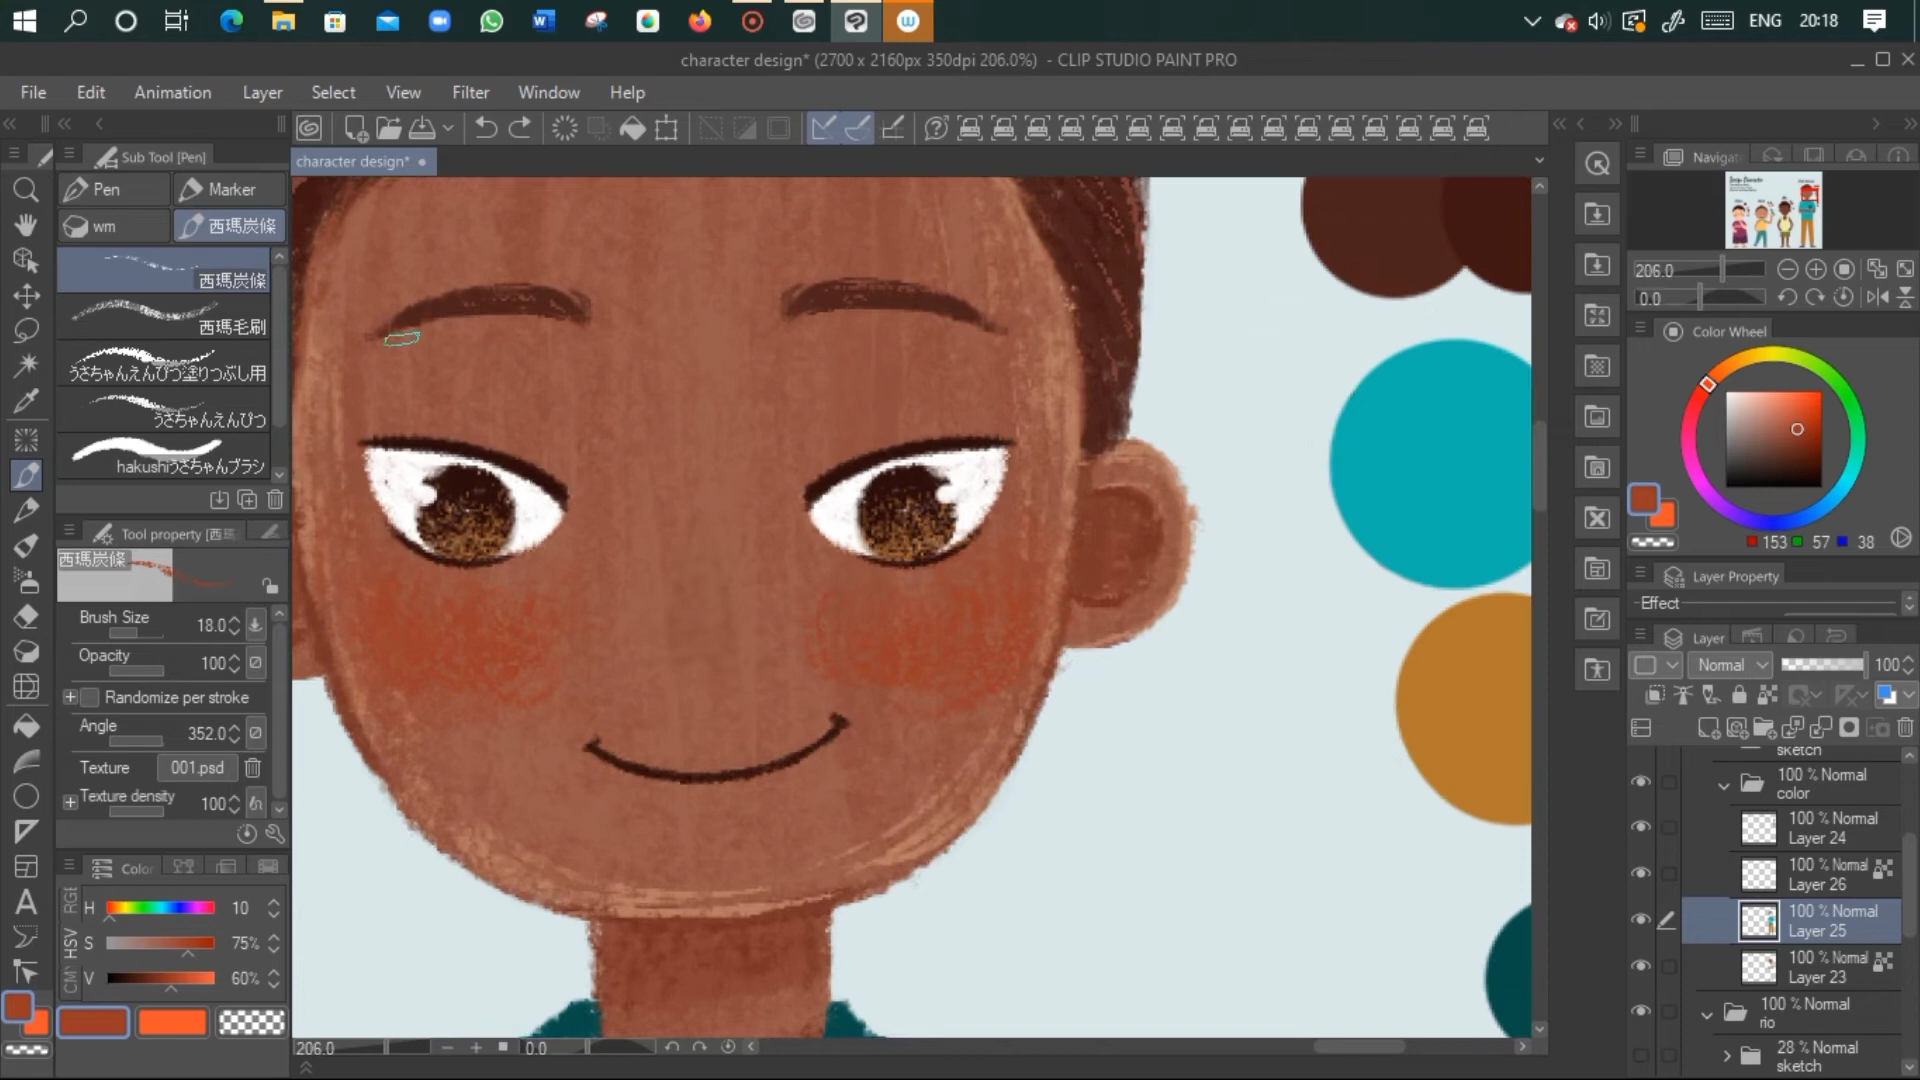 ENG 20:18
character design* (2700 x 2160px 350dpi 206.0%) - CLIP STUDIO PAINT PRO
File Edit Animation Layer Select View Filter Window Help
character design*
Sub Tool [Pen]
Pen Marker
wm 西瑪炭條
西瑪炭條
西瑪毛刷
うさちゃんえんぴつ塗りつぶし用
うさちゃんえんぴつ
hakushiうさちゃんブラシ
Tool property [西瑪
西瑪炭條
Brush Size 18.0
Opacity 100
Randomize per stroke
Angle 352.0
Texture 001.psd
Texture density 100
Color
RGB
HSV
CM
H 10
S 75%
V 60%
206.0 0.0
Navigat
206.0
0.0
Color Wheel
153 57 38
Layer Property
Effect
Layer
Normal 100
sketch
100 % Normal
color
100 % Normal
Layer 24
100 % Normal
Layer 26
100 % Normal
Layer 25
100 % Normal
Layer 23
100 % Normal
rio
28 % Normal
sketch